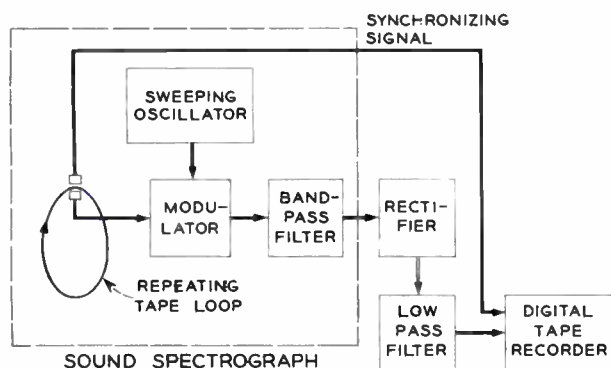 SYNCHRONIZING
SIGNAL
SWEEPING
OSCILLATOR
MODU-
LATOR
BAND-
PASS
FILTER
RECTI-
FIER
REPEATING
TAPE LOOP
LOW
PASS
FILTER
DIGITAL
TAPE
RECORDER
SOUND SPECTROGRAPH